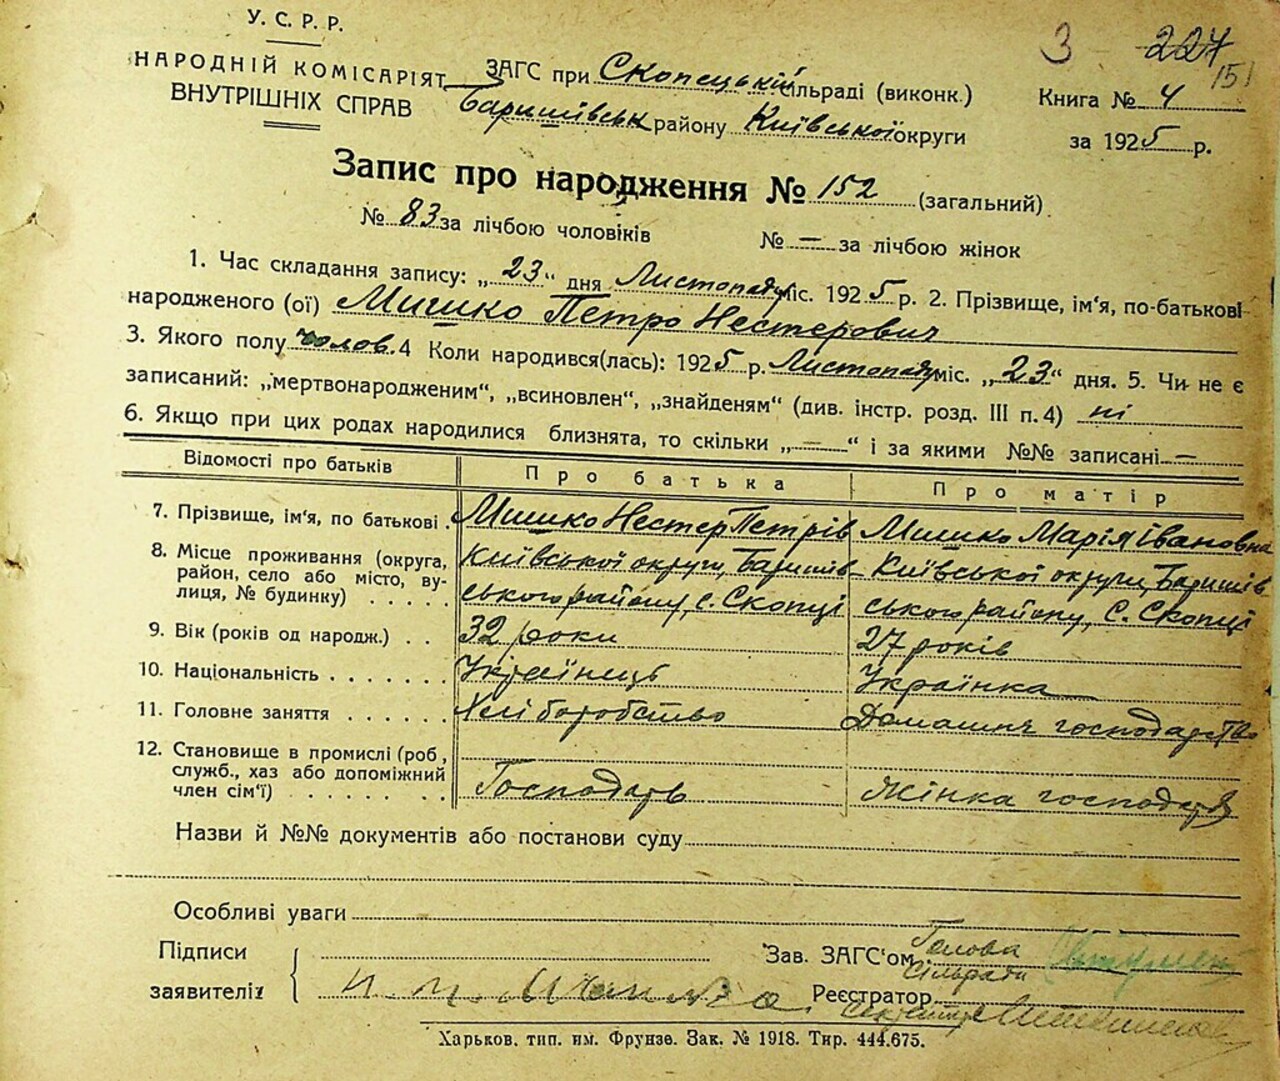 У. С. Р. Р.
НАРОДНІЙ КОМІСАРІЯТ
ВНУТРІШНІХ СПРАВ
ЗАГС при Скопецькій сільраді (виконк.)
Баришівськ району Київської округи
3 227
151
Книга № 4
за 1925 р.
Запис про народження № 152 (загальний)
№ 83 за лічбою чоловіків № — за лічбою жінок
1. Час складання запису: „23“ дня Листопаду міс. 1925 р. 2. Прізвище, ім'я, по-батькові
народженого (ої) Мишко Петро Нестерович
3. Якого полу чолов. 4 Коли народився(лась): 1925 р. Листопаду міс. „23“ дня. 5. Чи не є
записаний: „мертвонародженим“, „всиновлен“, „знайденям“ (див. інстр. розд. III п. 4) ні
6. Якщо при цих родах народилися близнята, то скільки „—“ і за якими №№ записані —
Відомості про батьків Про батька Про матір
7. Прізвище, ім'я, по батькові . Мишко Нестер Петрів Мишко Марія Івановна
8. Місце проживання (округа, Київської округи, Баришів- Київської округи, Баришів
район, село або місто, ву-
лиця, № будинку) . . . . . ського району, с. Скопці ського району, С. Скопці
9. Вік (років од народж.) . . 32 роки 27 років
10. Національність . . . . . . . Українець Українка
11. Головне заняття . . . . . . Хліборобство Домашнє господарство
12. Становище в промислі (роб,
служб., хаз або допоміжний
член сім'ї) . . . . . . . . Господарь Жінка господаря
Назви й №№ документів або постанови суду
Особливі уваги
Підписи
заявителів
Н. П. Мишко
Зав. ЗАГС'ом Голова
Сільради
Реєстратор
Секретар
Харьков. тип. им. Фрунзе. Зак. № 1918. Тир. 444.675.